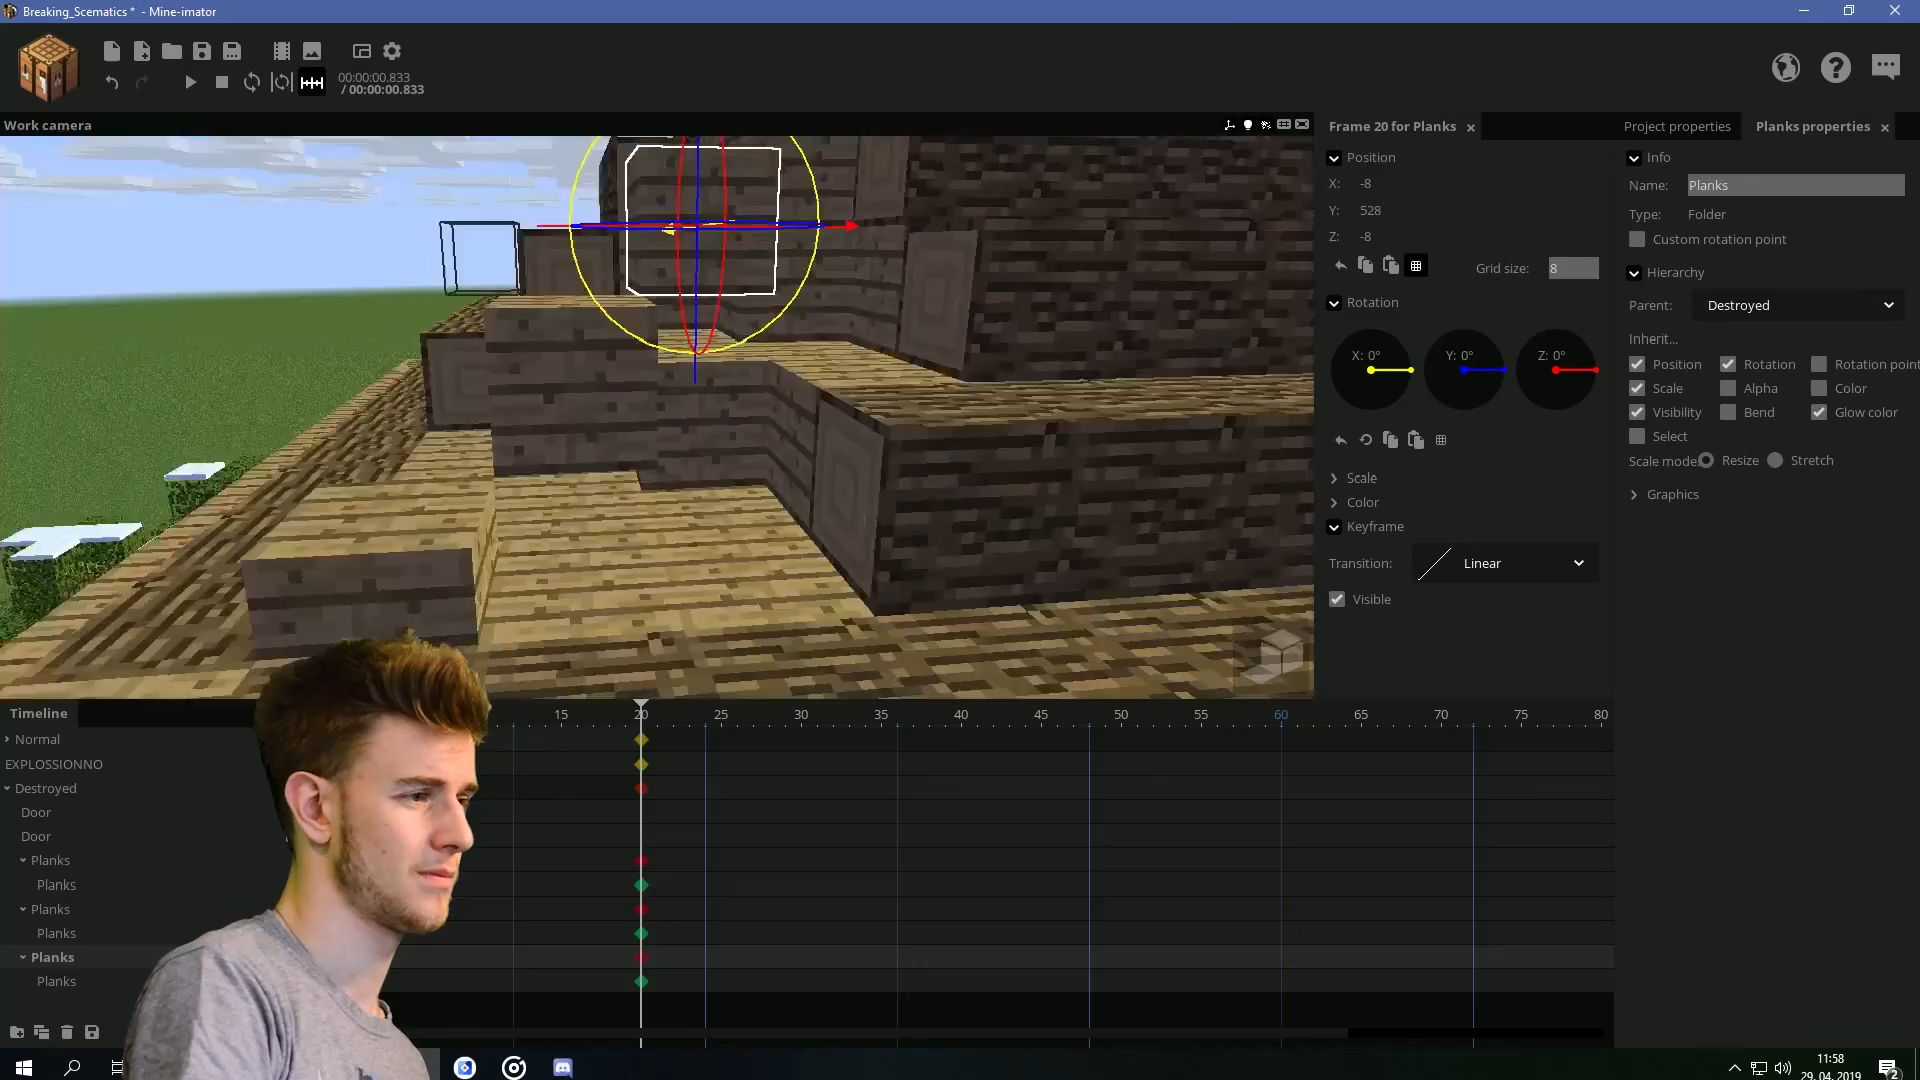 Breaking_Scematics * - Mine-imator
00:00:00.833
/ 00:00:00.833
Work camera
Frame 20 for Planks
Project properties
Planks properties
Position
X: -8
Y: 528
Z: -8
Grid size: 8
Rotation
X: 0°
Y: 0°
Z: 0°
Scale
Color
Keyframe
Transition: Linear
Visible
Info
Name: Planks
Type: Folder
Custom rotation point
Hierarchy
Parent: Destroyed
Inherit...
Position Rotation Rotation point
Scale Alpha Color
Visibility Bend Glow color
Select
Scale mode Resize Stretch
Graphics
Timeline
15 20 25 30 35 40 45 50 55 60 65 70 75 80
Normal
EXPLOSSIONNO
Destroyed
Door
Door
Planks
Planks
Planks
Planks
Planks
Planks
11:58
29.04.2019
2